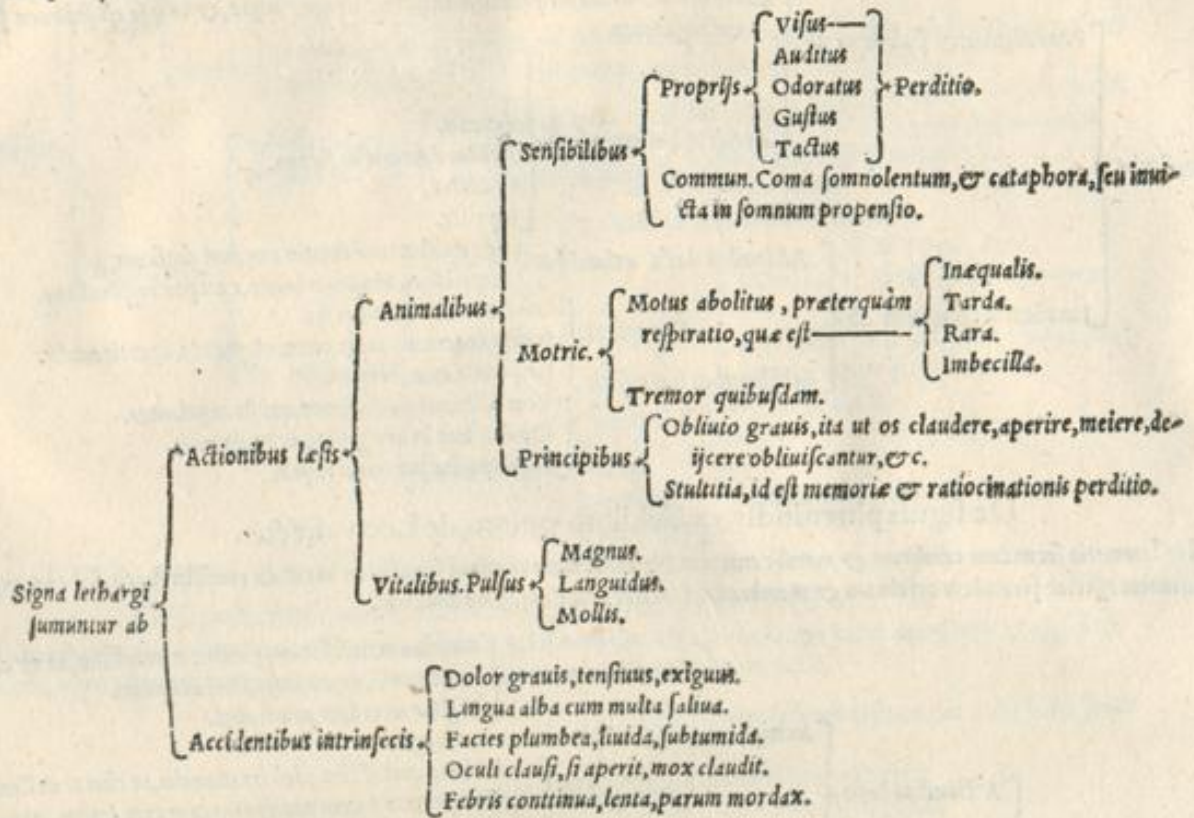 Viſus
Auditus
Odoratus
Guſtus
Tactus
Proprijs
Perditio.
Senſibilibus
Commun. Coma ſomnolentum, & cataphora, ſeu inui-
cta in ſomnum propenſio.
Animalibus
Motric.
Motus abolitus, præterquàm
reſpiratio, quæ eſt
Inæqualis.
Tarda.
Rara.
Imbecilla.
Tremor quibuſdam.
Principibus
Obliuio grauis, ita ut os claudere, aperire, meiere, de-
ijcere obliuiſcantur, &c.
Stultitia, id eſt memoriæ & ratiocinationis perditio.
Actionibus læſis
Vitalibus. Pulſus
Magnus.
Languidus.
Mollis.
Signa lethargi
ſumuntur ab
Accidentibus intrinſecis
Dolor grauis, tenſiuus, exiguus.
Lingua alba cum multa ſaliua.
Facies plumbea, liuida, ſubtumida.
Oculi clauſi, ſi aperit, mox claudit.
Febris continua, lenta, parum mordax.